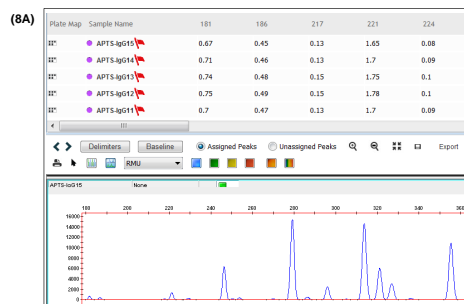 (8A)
Plate Map Sample Name 181 186 217 221 224
APTS-IgG15 0.67 0.45 0.13 1.65 0.08
APTS-IgG14 0.71 0.46 0.13 1.7 0.09
APTS-IgG13 0.74 0.48 0.15 1.75 0.1
APTS-IgG12 0.75 0.49 0.15 1.78 0.1
APTS-IgG11 0.7 0.47 0.13 1.7 0.09
Delimiters Baseline Assigned Peaks Unassigned Peaks Export
RMU
APTS-IgG15 None
180 200 220 240 260 280 300 320 340 360
16000
14000
12000
10000
8000
6000
4000
2000
0